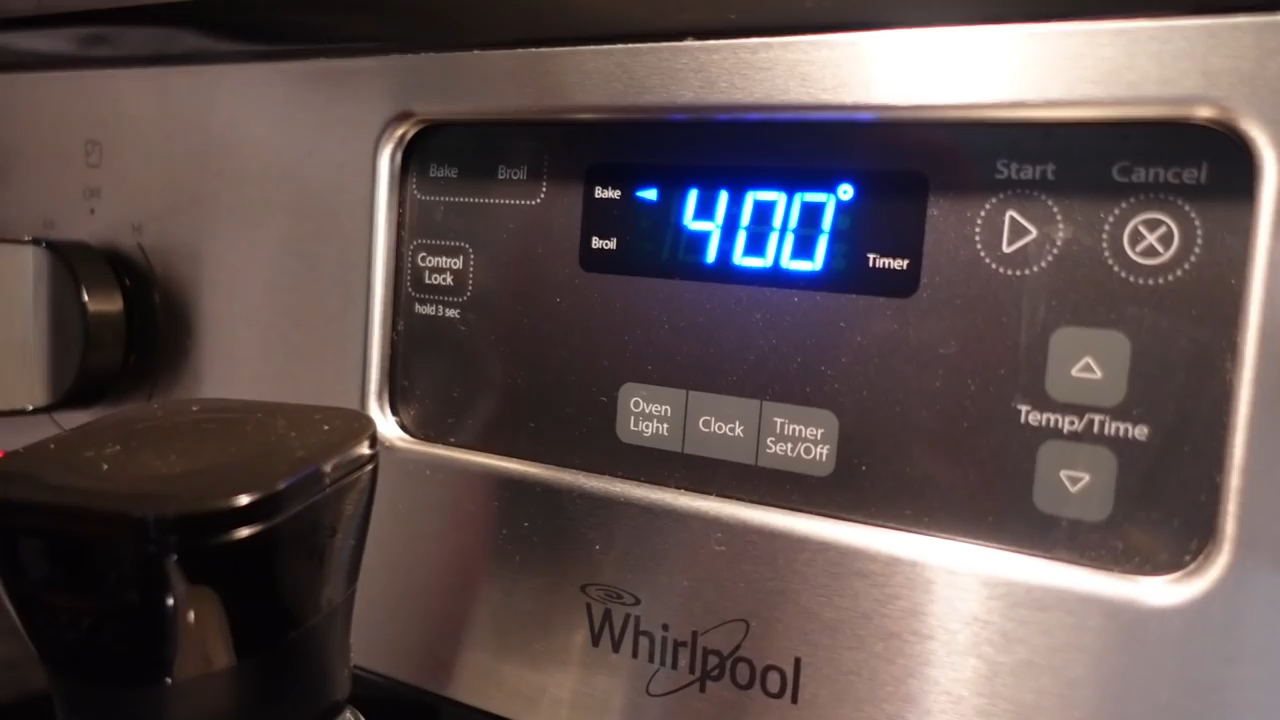 OFF
H
Bake Broil
Control
Lock
hold 3 sec
Bake
400°
Broil
Timer
Start Cancel
Oven
Light
Clock
Timer
Set/Off
Temp/Time
Whirlpool